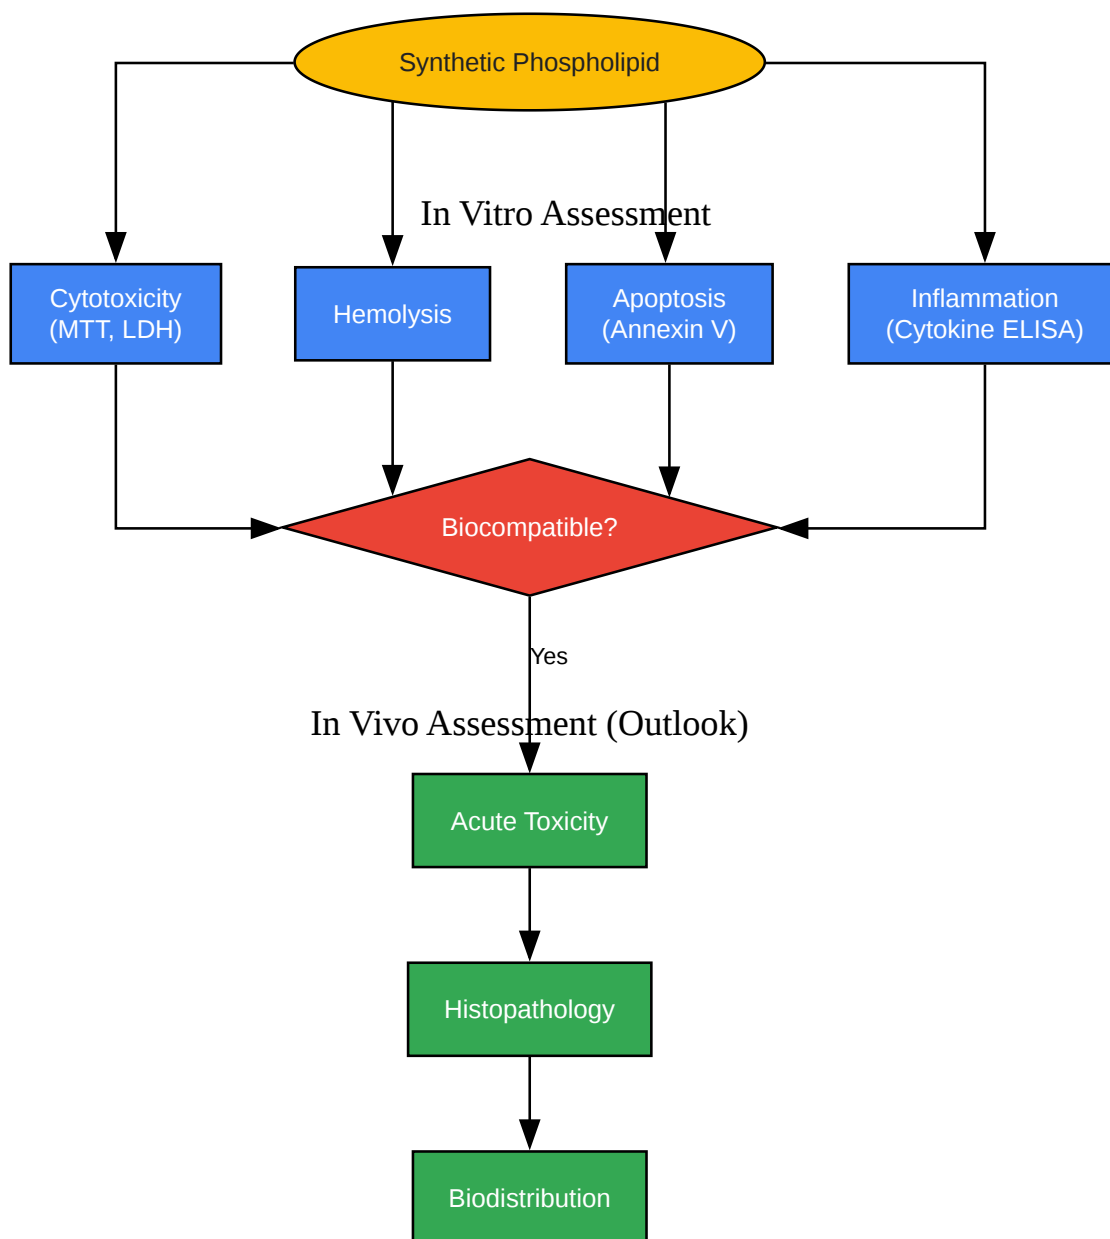 Synthetic Phospholipid
In Vitro Assessment
Cytotoxicity
(MTT, LDH)
Hemolysis
Apoptosis
(Annexin V)
Inflammation
(Cytokine ELISA)
Biocompatible?
Yes
In Vivo Assessment (Outlook)
Acute Toxicity
Histopathology
Biodistribution